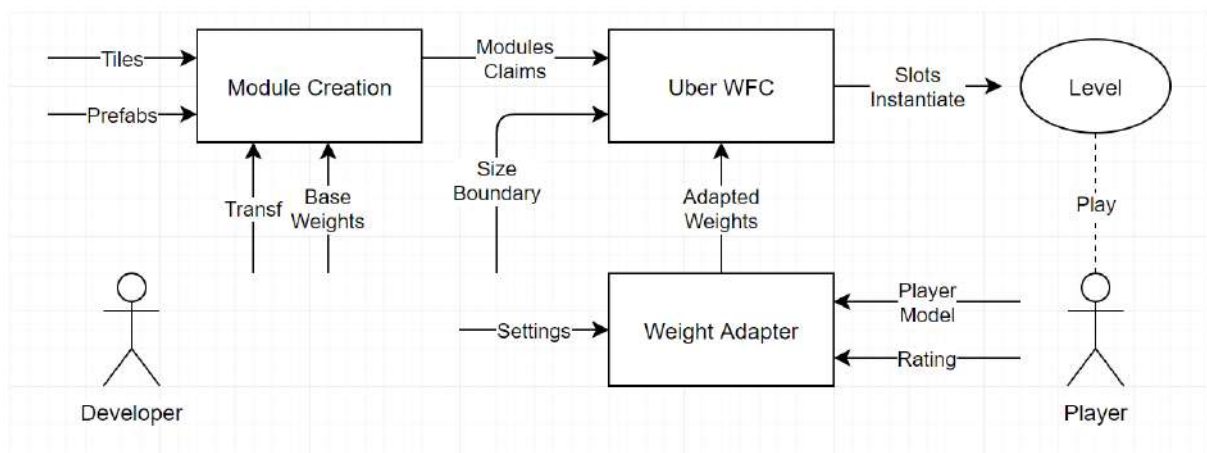 Tiles
Prefabs
Module Creation
Transf
Base
Weights
Modules
Claims
Size
Boundary
Uber WFC
Slots
Instantiate
Level
Adapted
Weights
Play
Settings
Weight Adapter
Player
Model
Rating
Developer
Player